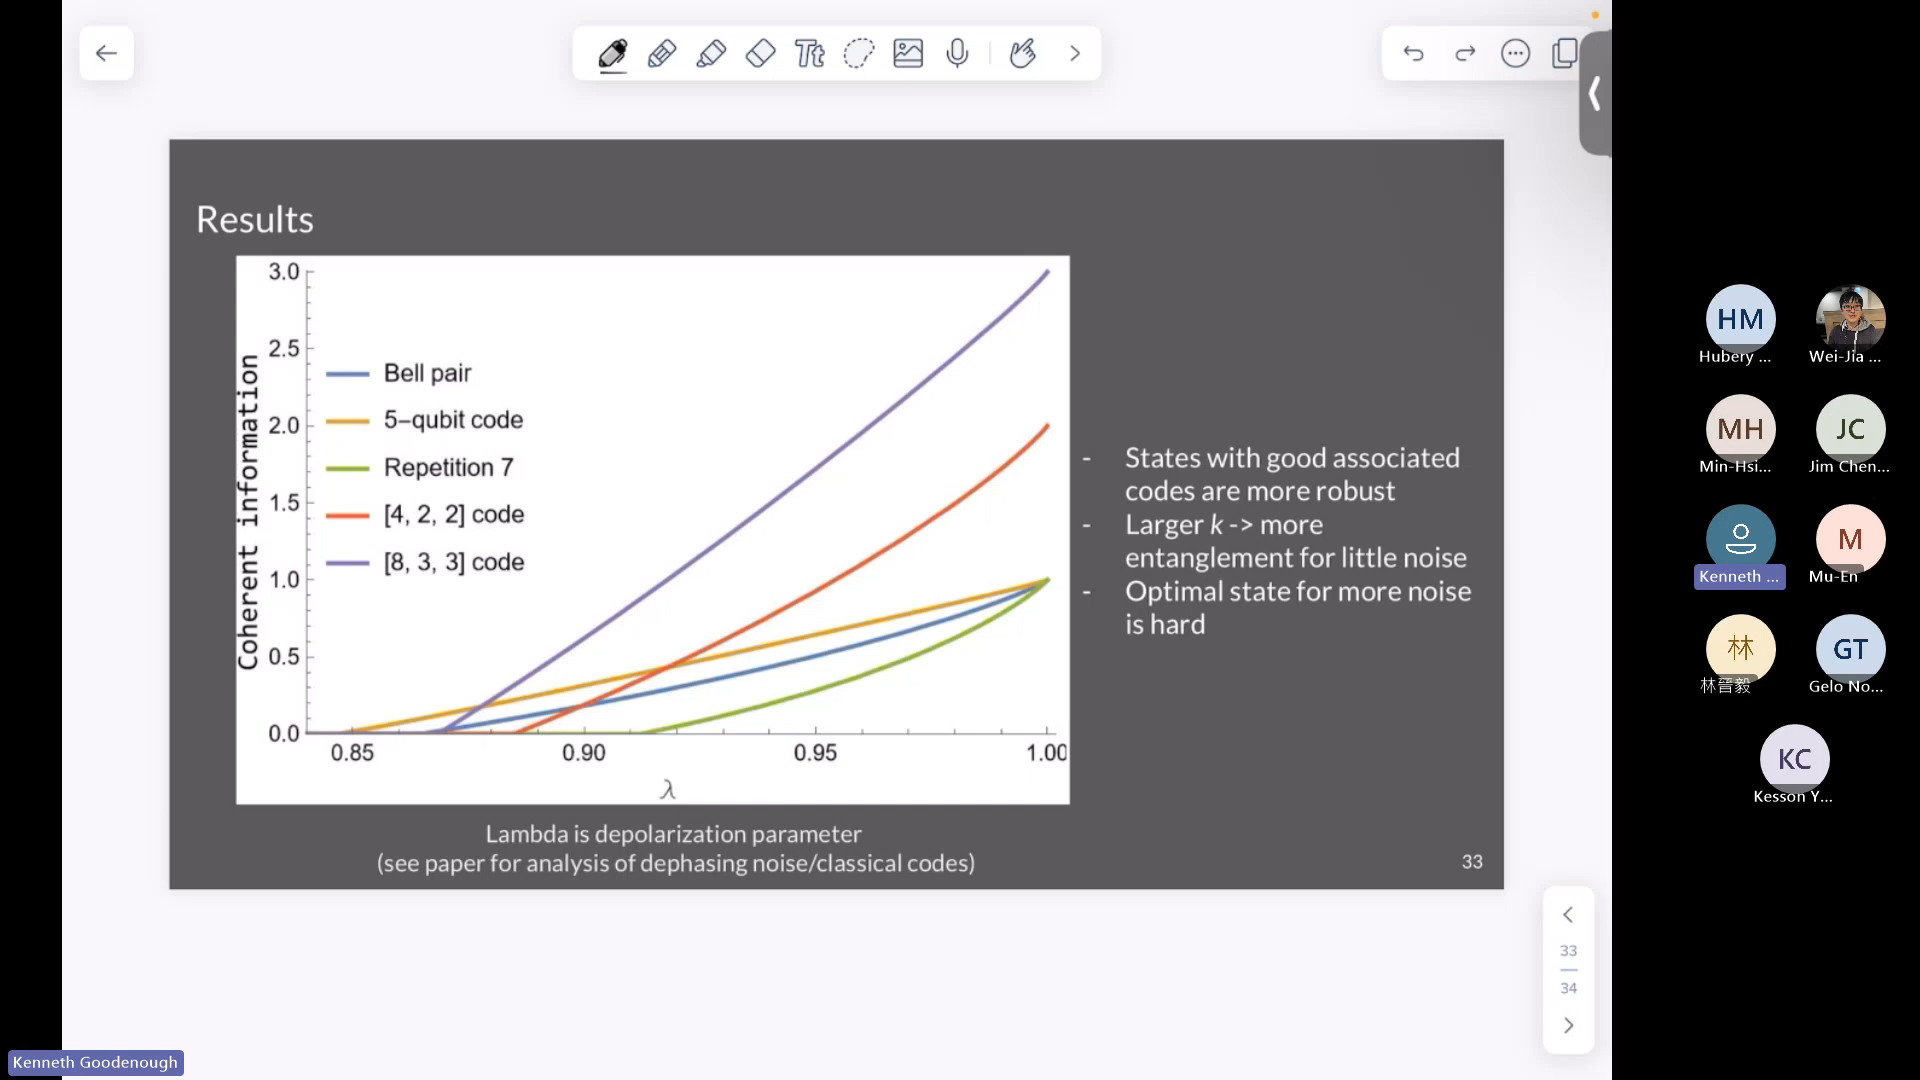 Tt
Results
3.0
2.5
2.0
1.5
1.0
0.5
0.0
Coherent information
Bell pair
5−qubit code
Repetition 7
[4, 2, 2] code
[8, 3, 3] code
0.85 0.90 0.95 1.00
λ
- States with good associated
codes are more robust
- Larger k -> more
entanglement for little noise
- Optimal state for more noise
is hard
Lambda is depolarization parameter
(see paper for analysis of dephasing noise/classical codes)
33
33
34
HM
Hubery ...
Wei-Jia ...
MH
Min-Hsi...
JC
Jim Chen...
Kenneth ...
M
Mu-En
林
林晉毅
GT
Gelo No...
KC
Kesson Y...
Kenneth Goodenough